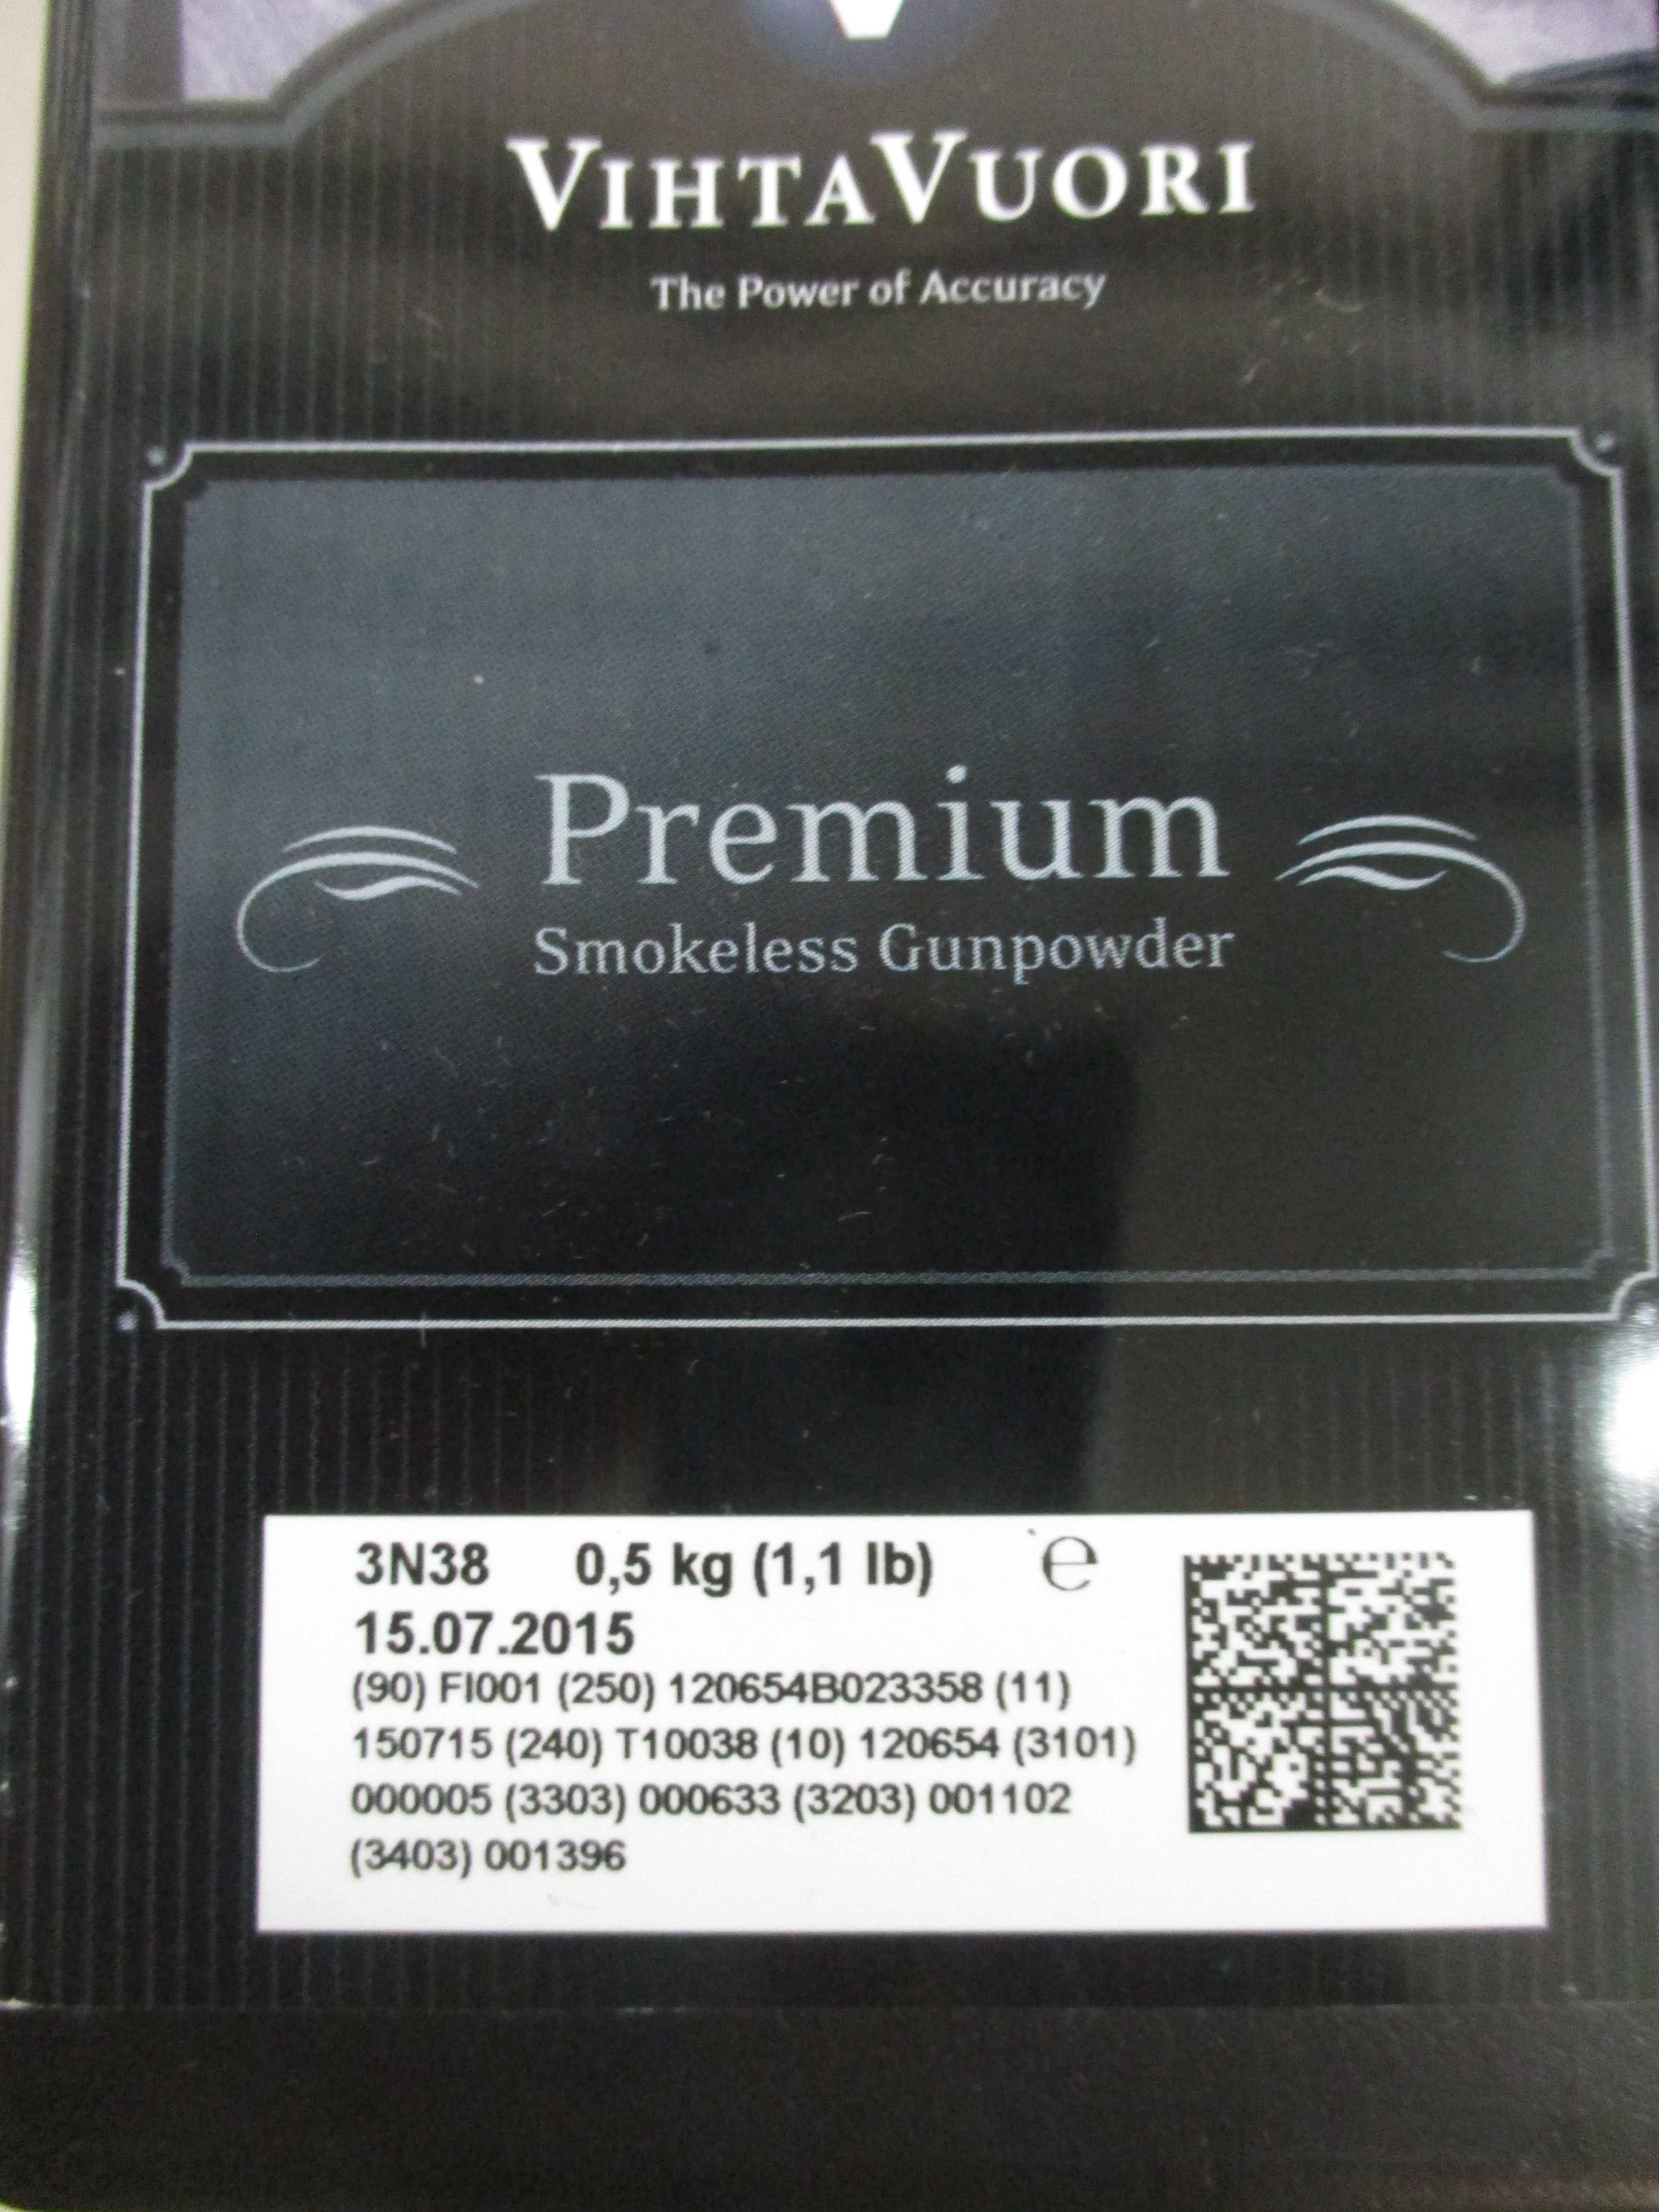 VIHTAVUORI
The Power of Accuracy
Premium
Smokeless Gunpowder
3N38 0,5 kg (1,1 lb) ℮
15.07.2015
(90) FI001 (250) 120654B023358 (11)
150715 (240) T10038 (10) 120654 (3101)
000005 (3303) 000633 (3203) 001102
(3403) 001396